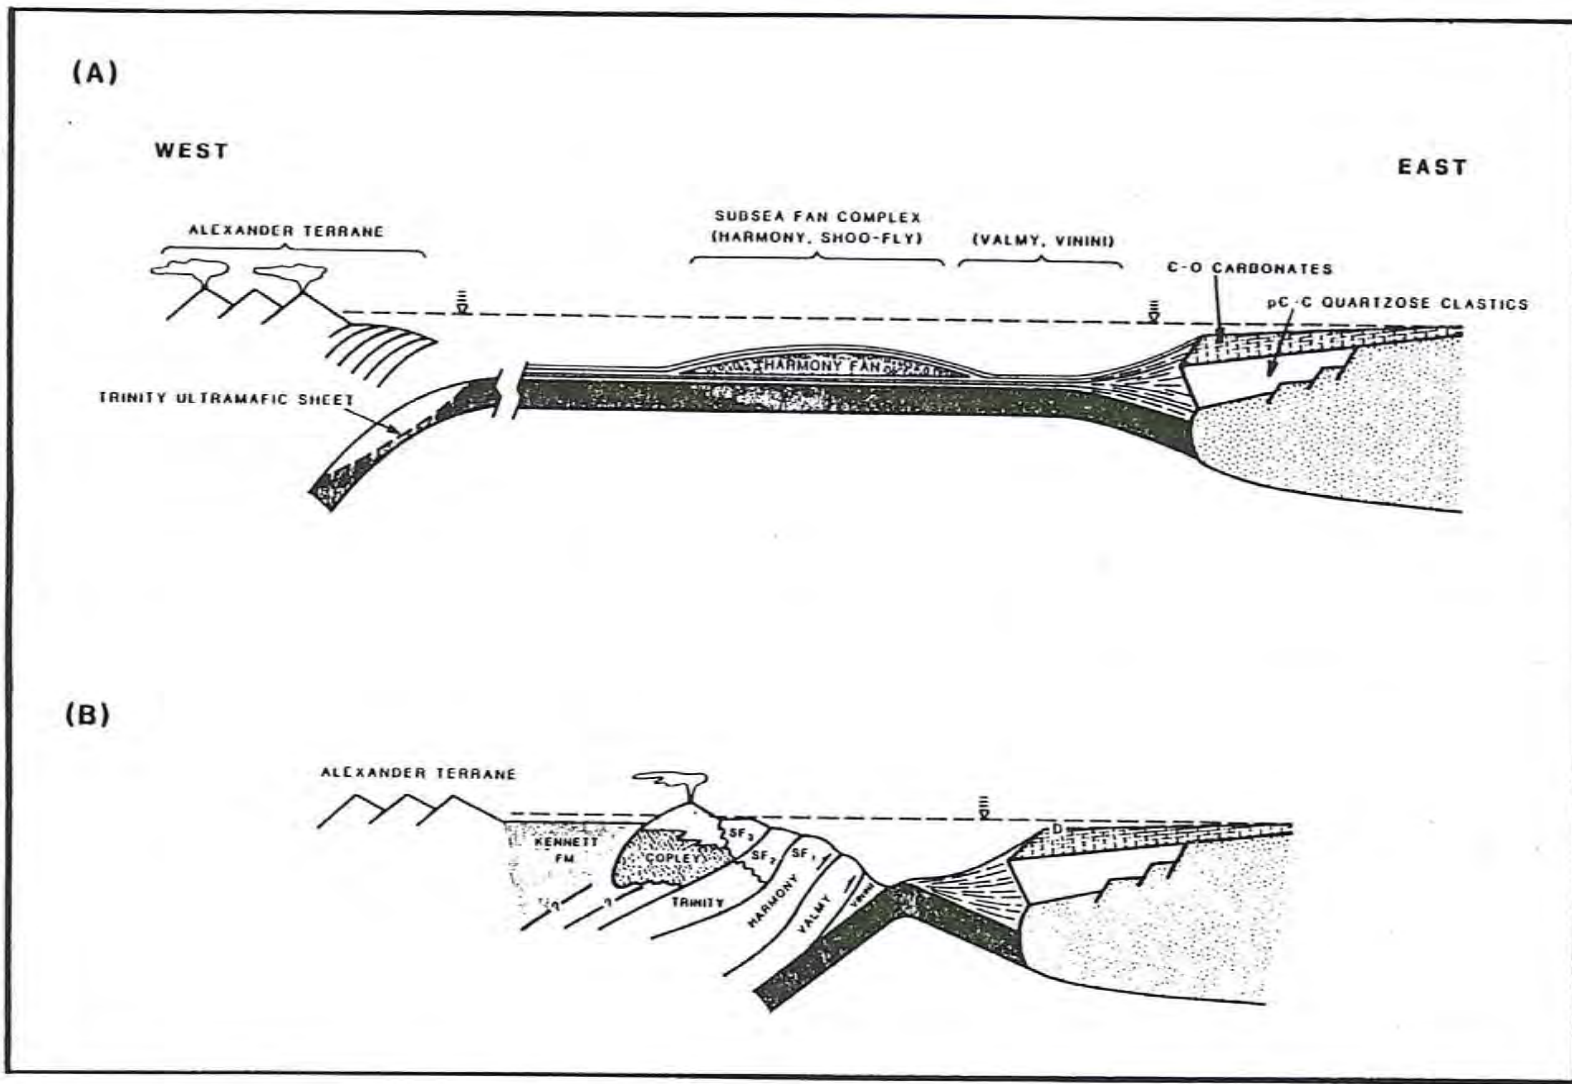 (A)
WEST
EAST
ALEXANDER TERRANE
SUBSEA FAN COMPLEX
(HARMONY, SHOO-FLY)
(VALMY, VININI)
C-O CARBONATES
pC-C QUARTZOSE CLASTICS
HARMONY FAN
TRINITY ULTRAMAFIC SHEET
(B)
ALEXANDER TERRANE
KENNETT
FM
COPLEY
SF3
SF2
SF1
D
TRINITY
HARMONY
VALMY
VININI
?